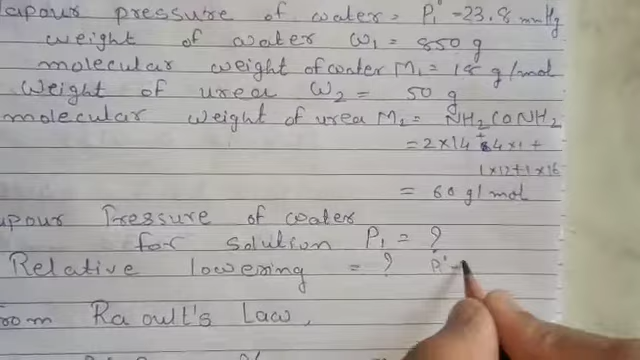 apour pressure of water = P₁° = 23.8 mmHg
weight of water w₁ = 850 g
molecular weight of water M₁ = 18 g/mol
Weight of urea w₂ = 50 g
molecular weight of urea M₂ = NH₂CONH₂
= 2×14 + 4×1 +
1×12+1×16
= 60 g/mol
apour Pressure of water
for solution P₁ = ?
Relative lowering = ? P₁° -
rom Raoult's Law,